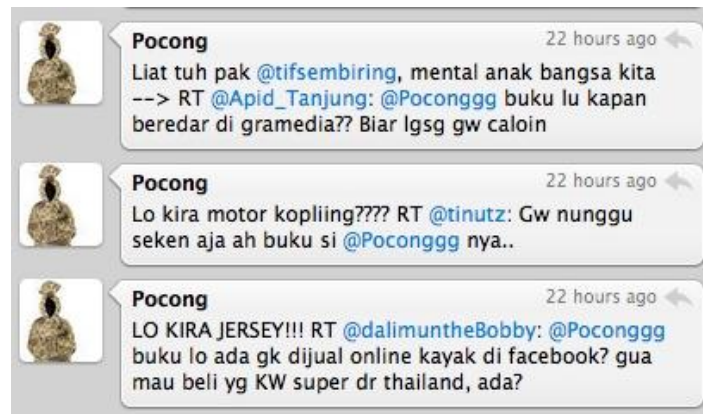 Pocong 22 hours ago
Liat tuh pak @tifsembiring, mental anak bangsa kita
--> RT @Apid_Tanjung: @Poconggg buku lu kapan
beredar di gramedia?? Biar lgsg gw caloin
Pocong 22 hours ago
Lo kira motor kopliing???? RT @tinutz: Gw nunggu
seken aja ah buku si @Poconggg nya..
Pocong 22 hours ago
LO KIRA JERSEY!!! RT @dalimuntheBobby: @Poconggg
buku lo ada gk dijual online kayak di facebook? gua
mau beli yg KW super dr thailand, ada?